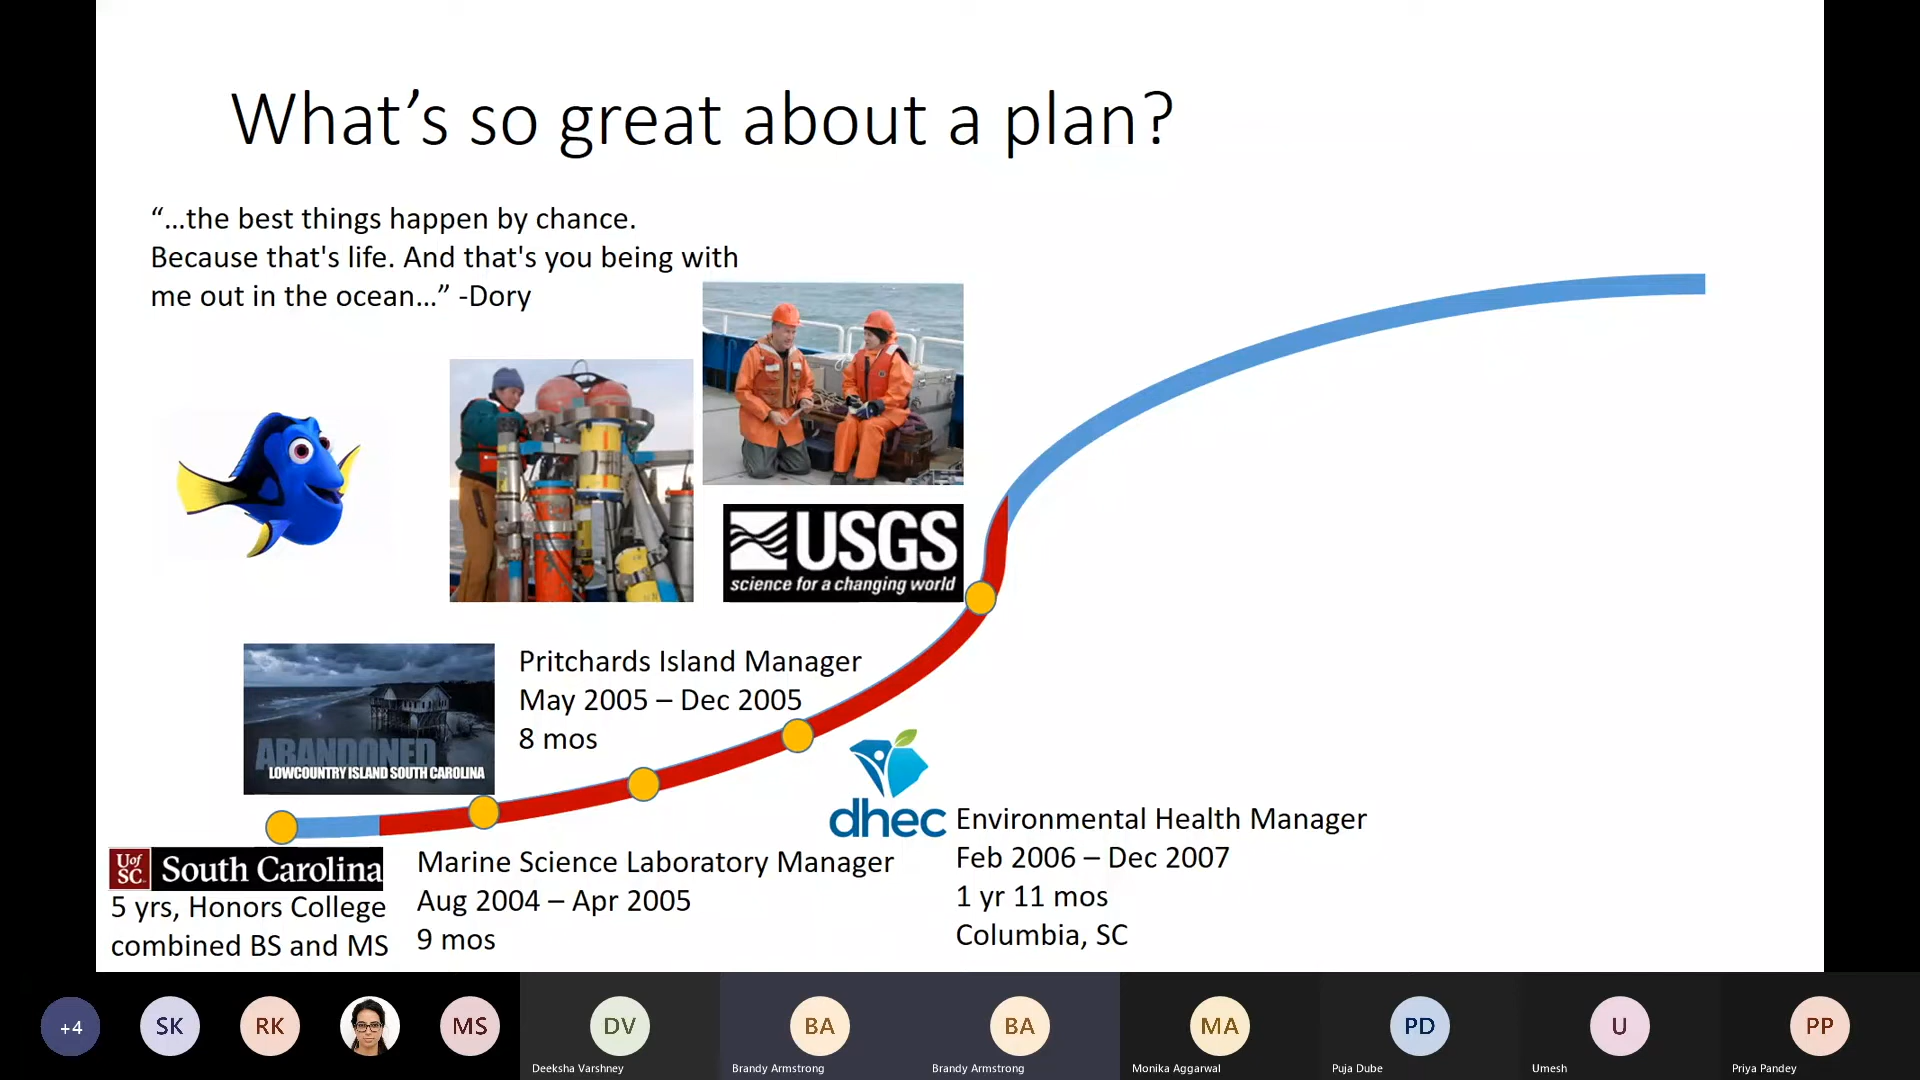 What’s so great about a plan?
“…the best things happen by chance.
Because that's life. And that's you being with
me out in the ocean…” -Dory
USGS
science for a changing world
Pritchards Island Manager
May 2005 – Dec 2005
8 mos
ABANDONED
LOWCOUNTRY ISLAND SOUTH CAROLINA
dhec
Environmental Health Manager
Feb 2006 – Dec 2007
1 yr 11 mos
Columbia, SC
UofSC South Carolina
5 yrs, Honors College
combined BS and MS
Marine Science Laboratory Manager
Aug 2004 – Apr 2005
9 mos
+4
SK
RK
MS
DV
BA
BA
MA
PD
U
PP
Deeksha Varshney
Brandy Armstrong
Brandy Armstrong
Monika Aggarwal
Puja Dube
Umesh
Priya Pandey